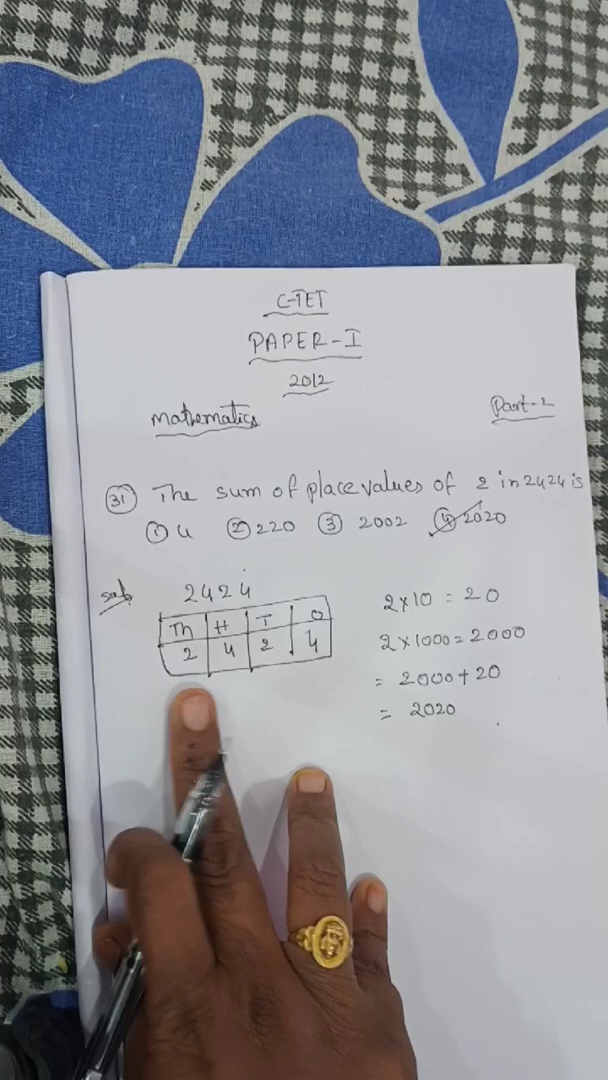 C-TET
PAPER-I
2012
Mathematics
Part-2
31 The sum of place values of 2 in 2424 is
① 4 ② 220 ③ 2002 ④ 2020
Sol:
2424
Th H T O
2 4 2 4
2×10 = 20
2×1000 = 2000
= 2000+20
= 2020